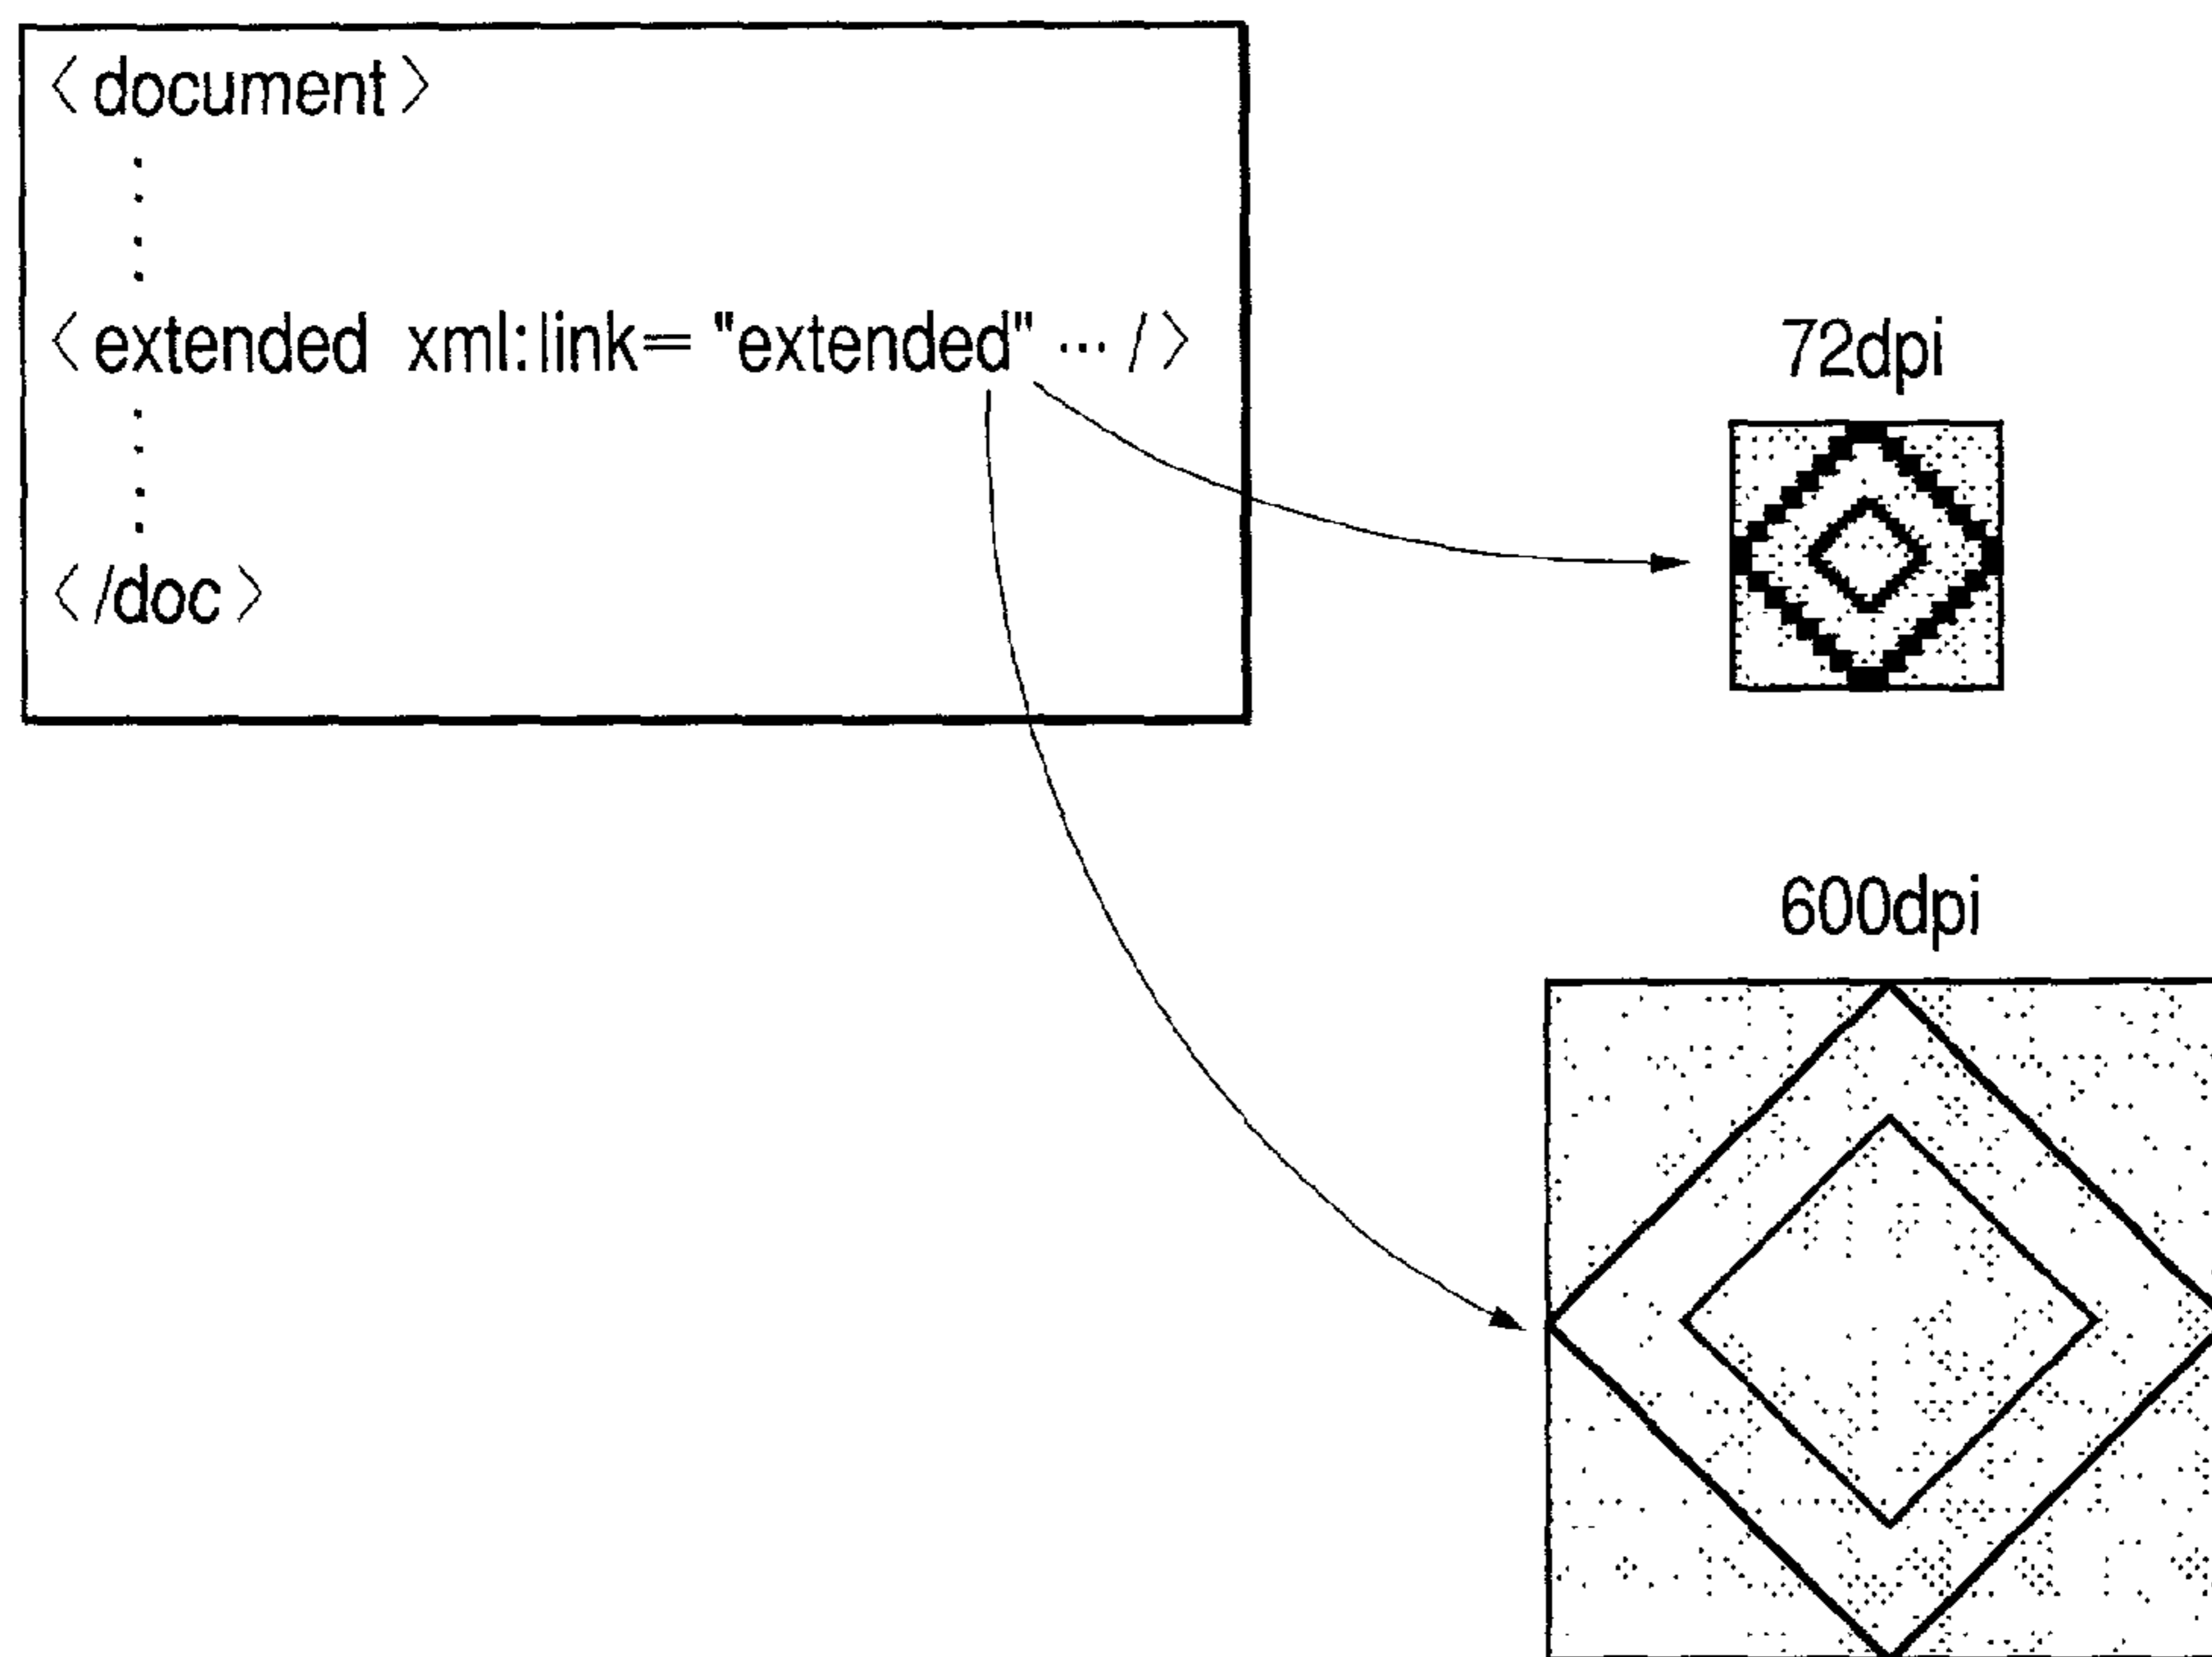 〈document〉
.
.
.
.
〈extended xml:link= "extended" ... /〉
.
.
.
.
〈/doc〉
72dpi
600dpi